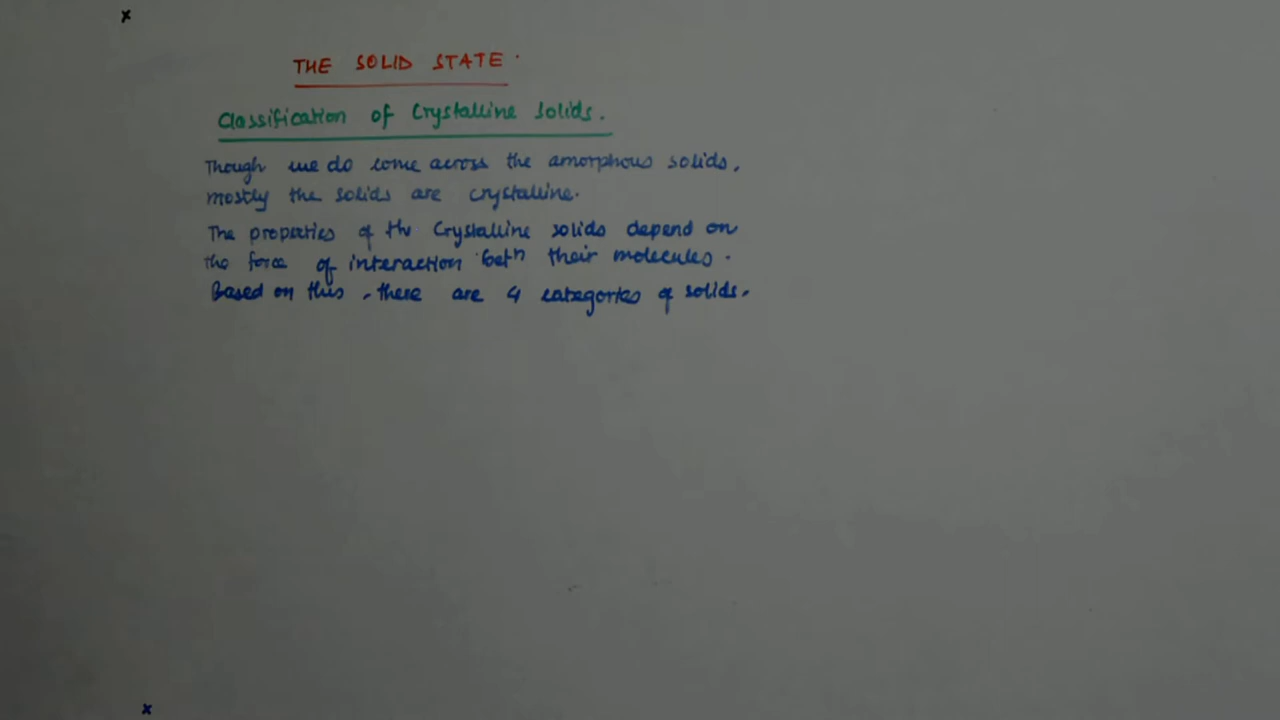 THE SOLID STATE.
Classification of Crystalline Solids.
Though we do come across the amorphous solids,
mostly the solids are crystalline.
The properties of the Crystalline solids depend on
the force of interaction betn their molecules.
Based on this, there are 4 categories of solids.